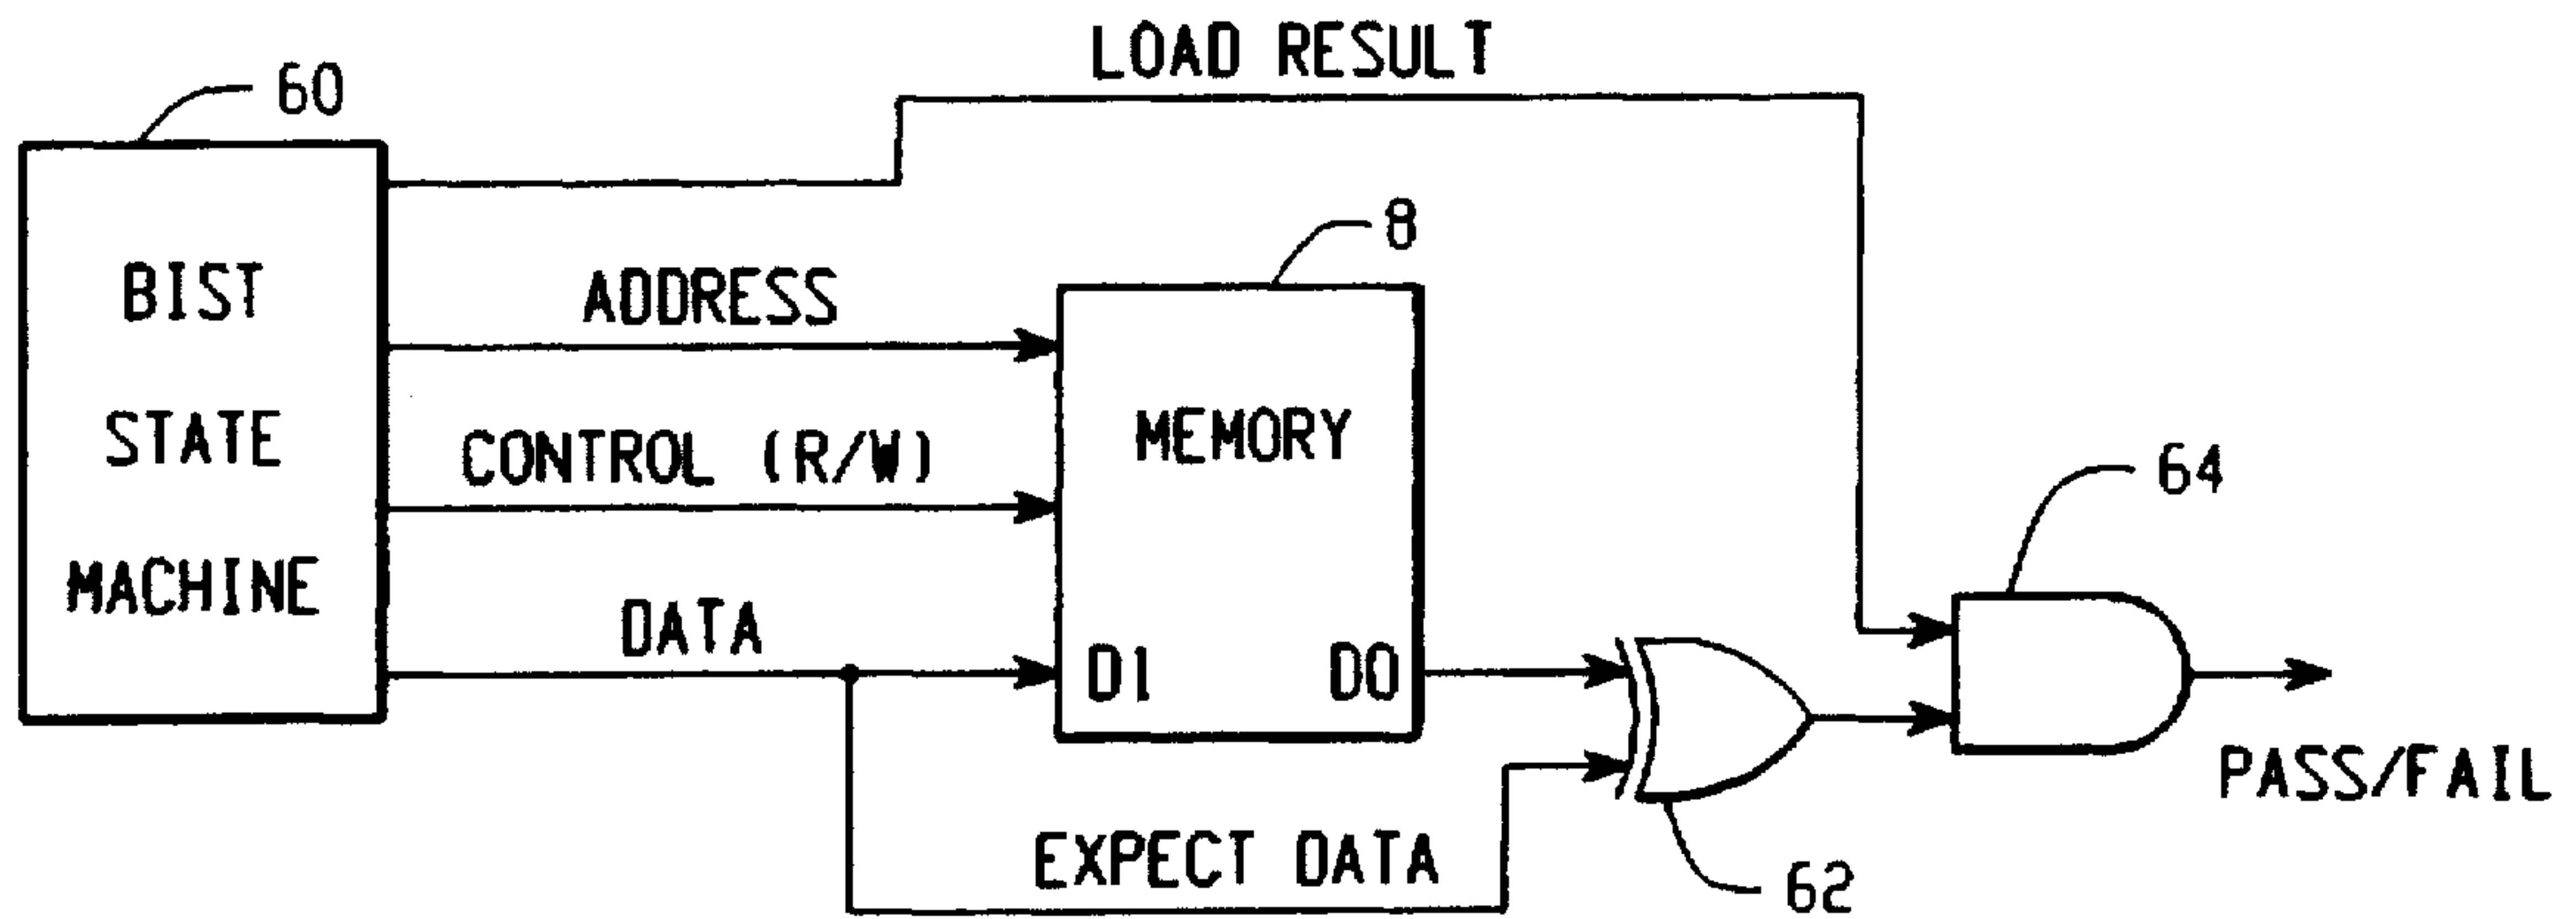 LOAD RESULT
60
8
BIST
STATE
MACHINE
ADDRESS
CONTROL (R/W)
DATA
MEMORY
DI
DO
64
PASS/FAIL
EXPECT DATA
62